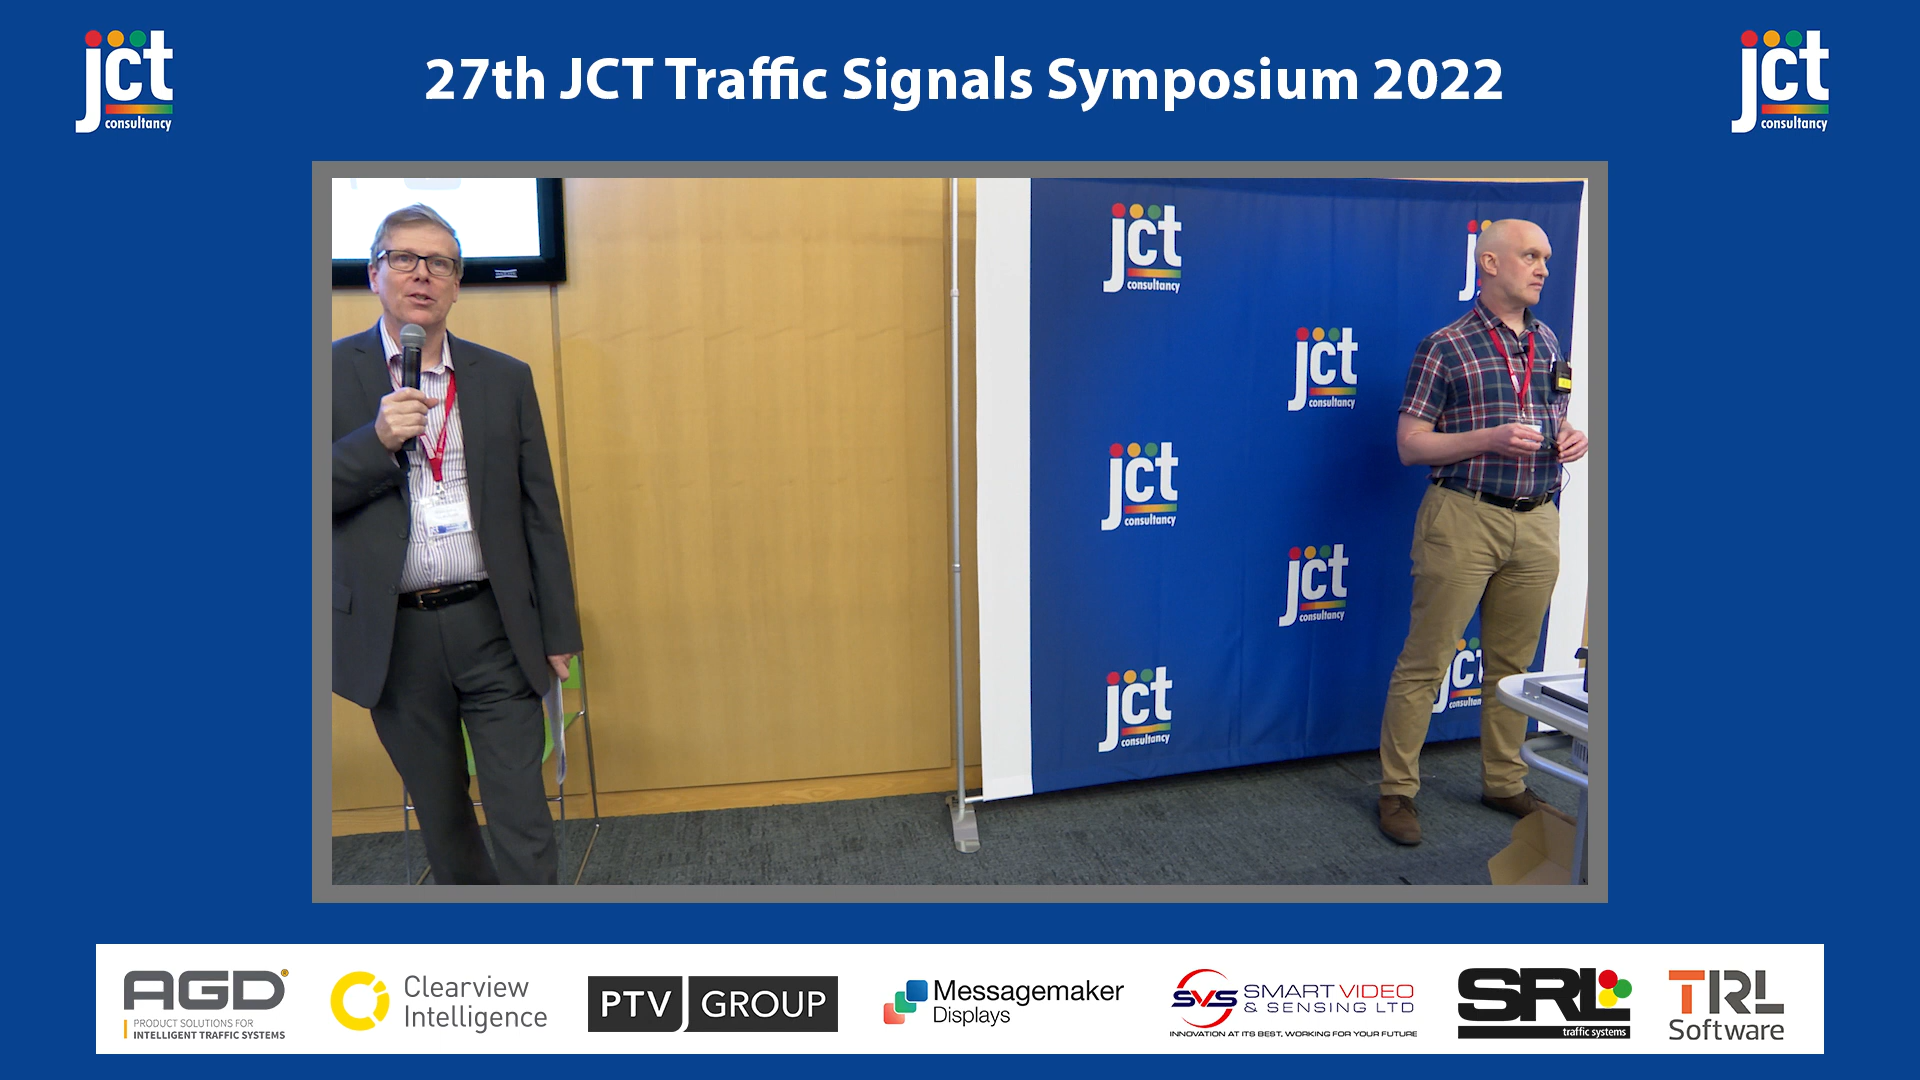 jct
consultancy
27th JCT Traffic Signals Symposium 2022
jct
consultancy
jct
consultancy
jct
consultancy
jct
consultancy
jct
consultancy
jct
consultancy
AGD
PRODUCT SOLUTIONS FOR
INTELLIGENT TRAFFIC SYSTEMS
Clearview
Intelligence
PTV GROUP
Messagemaker
Displays
SVS SMART VIDEO
& SENSING LTD
INNOVATION AT ITS BEST, WORKING FOR YOUR FUTURE
SRL
traffic systems
TRL
Software